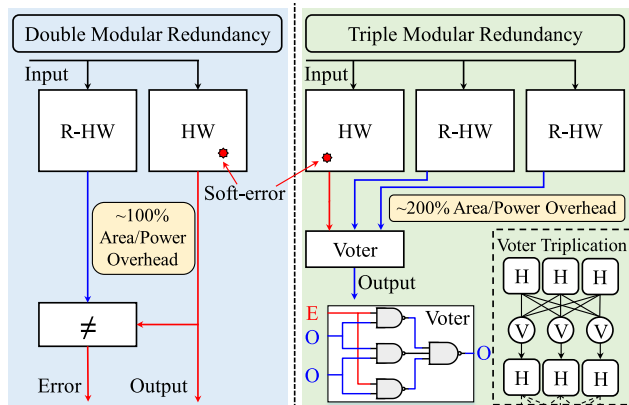 Double Modular Redundancy
Input
R-HW
HW
Soft-error
~100%
Area/Power
Overhead
≠
Error
Output
Triple Modular Redundancy
Input
HW
R-HW
R-HW
~200% Area/Power Overhead
Voter
Output
Voter
E
O
O
O
Voter Triplication
H H H
V V V
H H H